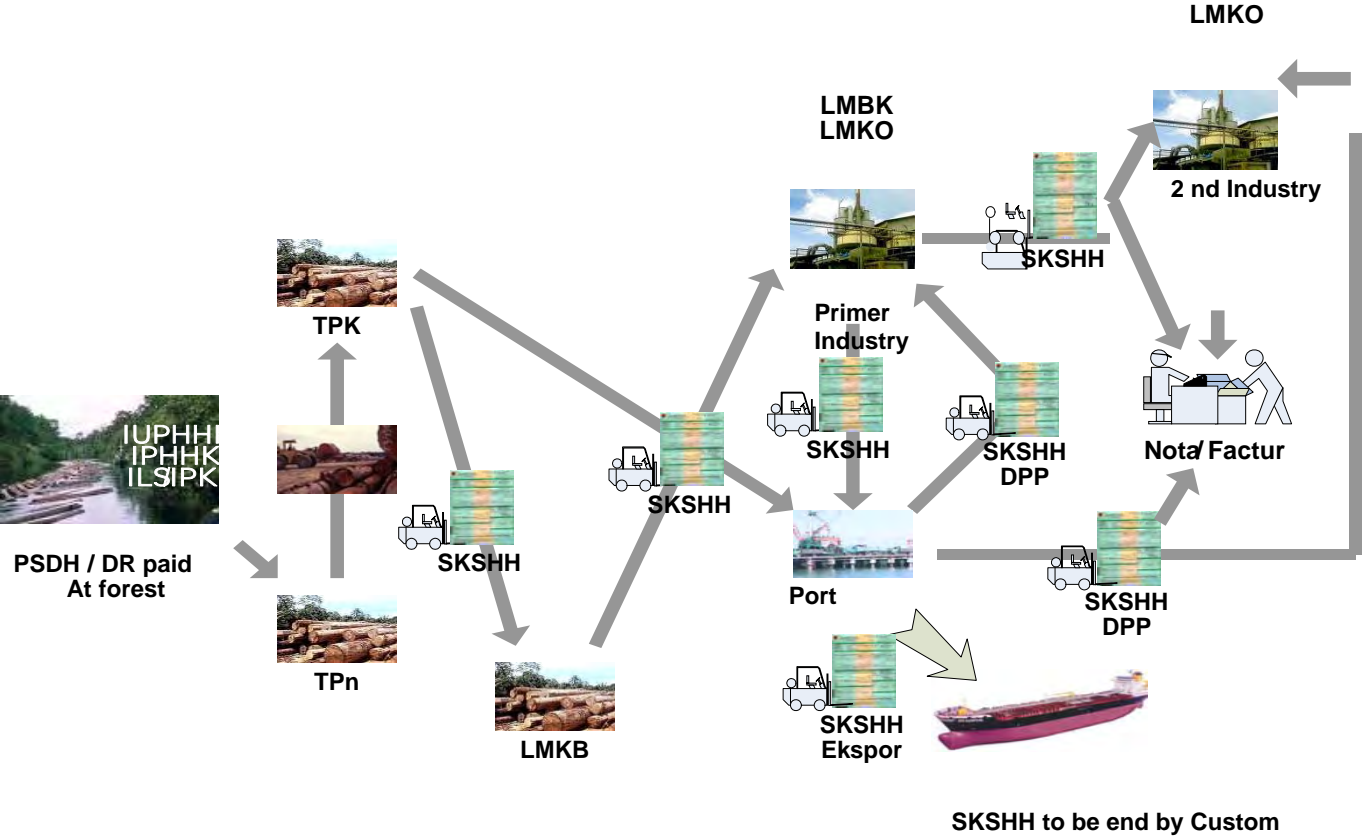 LMKO
LMBK
LMKO
2 nd Industry
SKSHH
TPK
Primer
Industry
IUPHHI
IPHHK
ILS/IPK
SKSHH
SKSHH
DPP
Nota/ Factur
SKSHH
SKSHH
PSDH / DR paid
At forest
Port
SKSHH
DPP
TPn
SKSHH
Ekspor
LMKB
SKSHH to be end by Custom